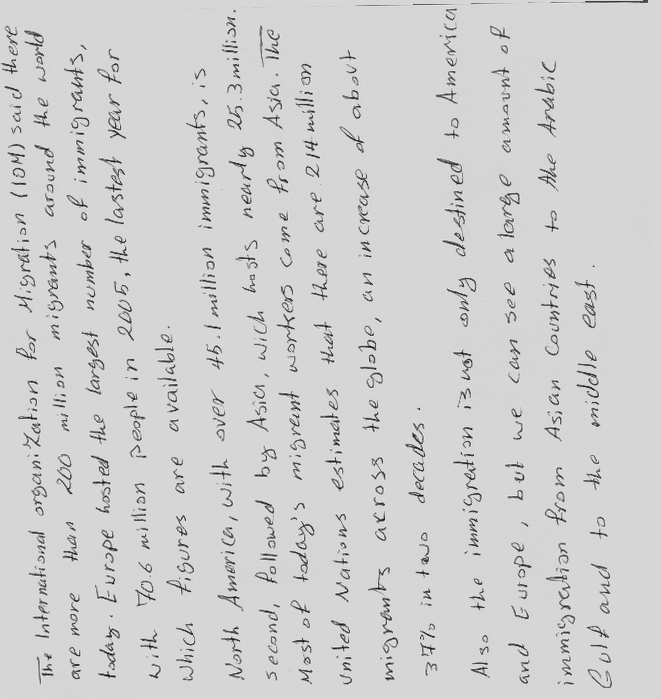 The International organiZation for Migration (IOM) said there
are more than 200 million migrants around the world
today. Europe hosted the largest number of immigrants,
with 70.6 million people in 2005, the lastest year for
which figures are available.
North America, with over 45.1 million immigrants, is
second, followed by Asia, wich hosts nearly 25.3 million.
Most of today's migrant workers come from Asia. The
United Nations estimates that there are 214 million
migrants across the globe, an increase of about
37% in two decades.
Also the immigration is not only destined to America
and Europe, but we can see a large amount of
immigration from Asian Countries to the Arabic
Gulf and to the middle east.